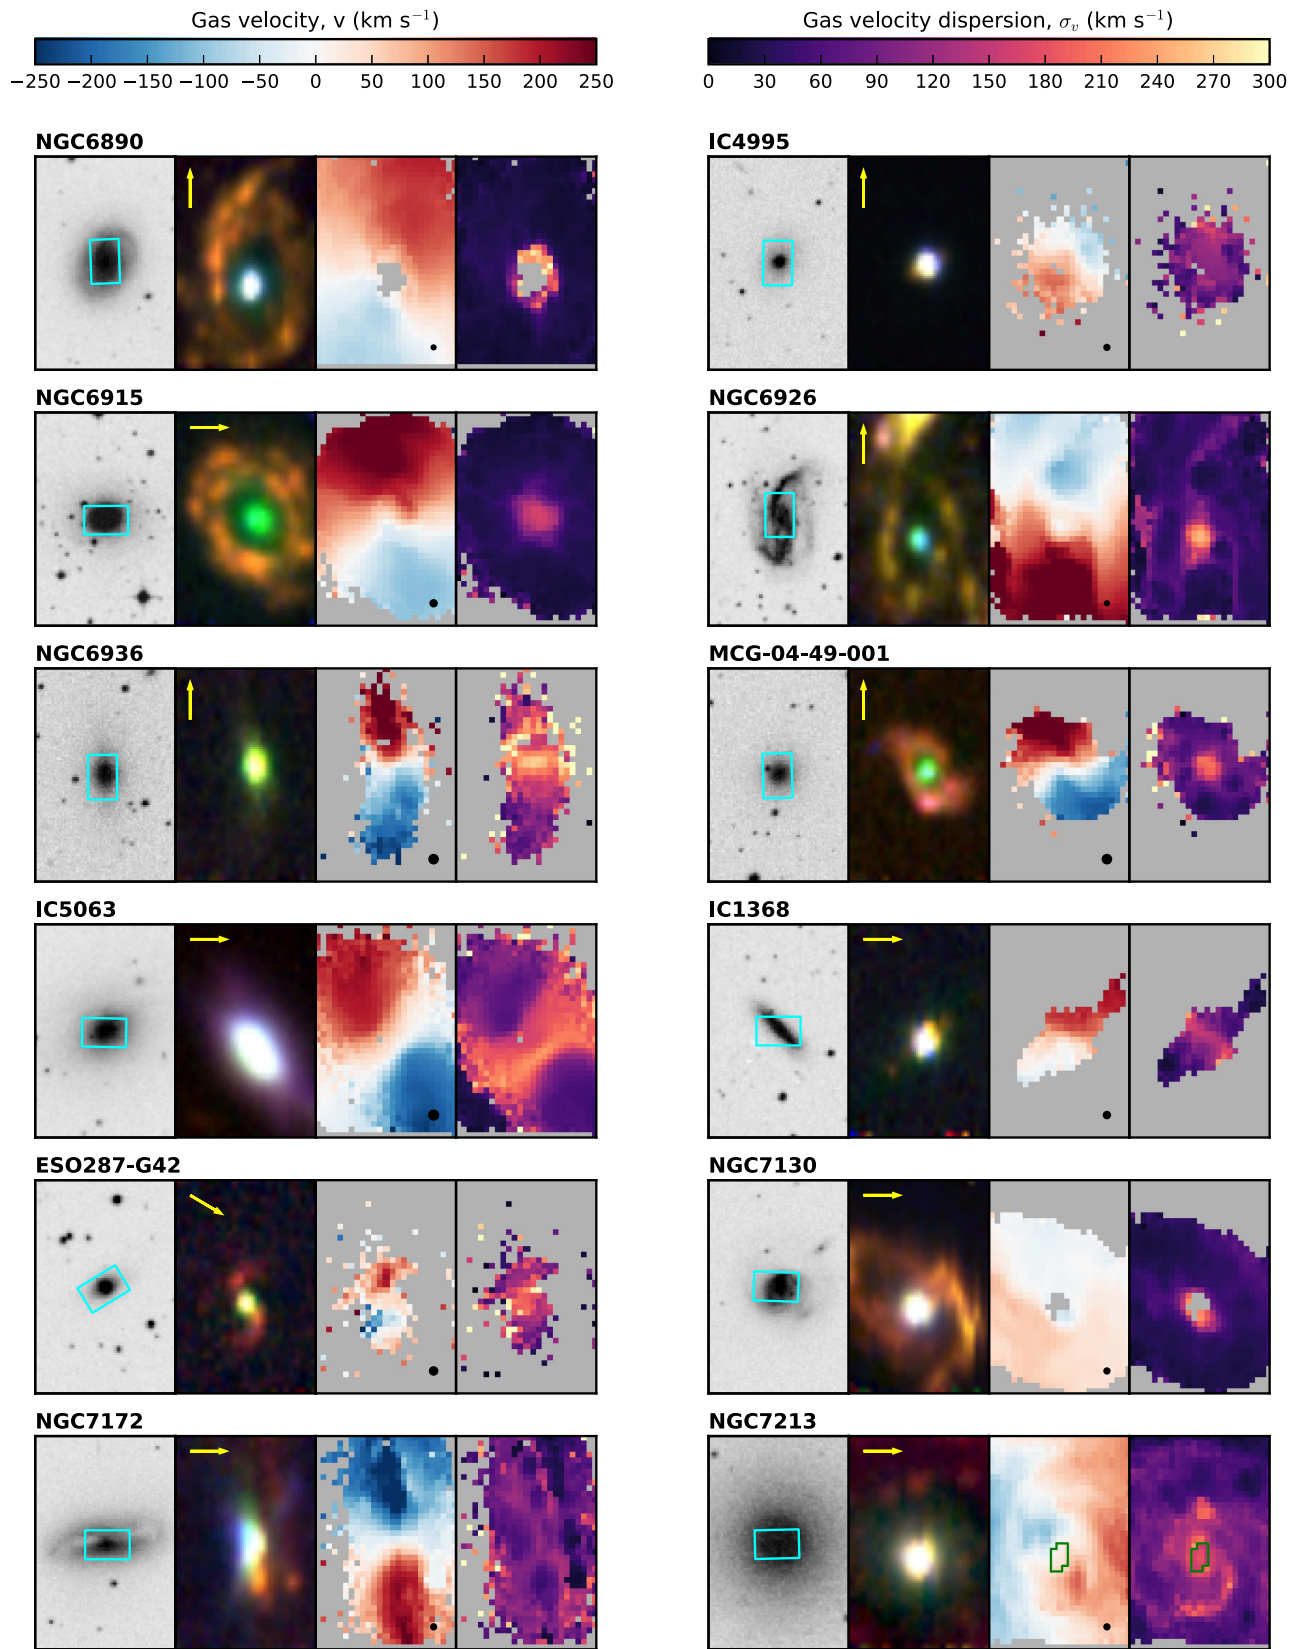 Gas velocity, v (km s⁻¹)
−250 −200 −150 −100 −50 0 50 100 150 200 250
Gas velocity dispersion, σᵥ (km s⁻¹)
0 30 60 90 120 150 180 210 240 270 300
NGC6890
IC4995
NGC6915
NGC6926
NGC6936
MCG-04-49-001
IC5063
IC1368
ESO287-G42
NGC7130
NGC7172
NGC7213